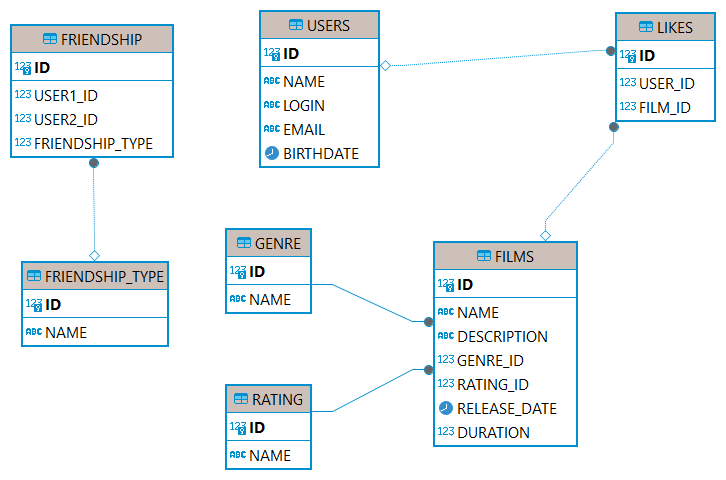 FRIENDSHIP
123 ID
123 USER1_ID
123 USER2_ID
123 FRIENDSHIP_TYPE
USERS
123 ID
ABC NAME
ABC LOGIN
ABC EMAIL
BIRTHDATE
LIKES
123 ID
123 USER_ID
123 FILM_ID
FRIENDSHIP_TYPE
123 ID
ABC NAME
GENRE
123 ID
ABC NAME
RATING
123 ID
ABC NAME
FILMS
123 ID
ABC NAME
ABC DESCRIPTION
123 GENRE_ID
123 RATING_ID
RELEASE_DATE
123 DURATION